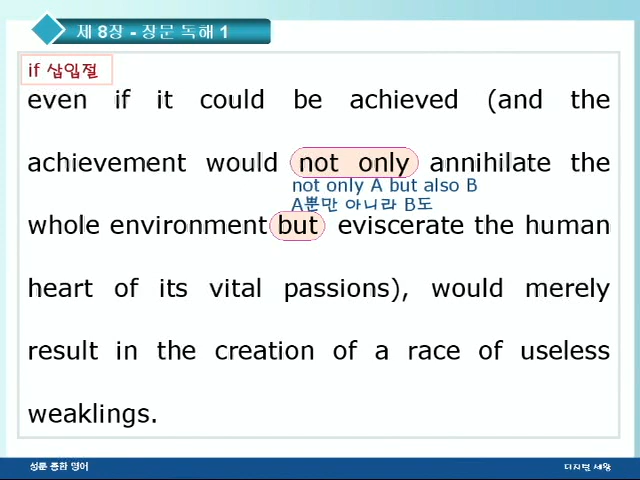 제 8장 - 장문 독해 1
if 삽입절
even if it could be achieved (and the
achievement would not only annihilate the
not only A but also B
A뿐만 아니라 B도
whole environment but eviscerate the human
heart of its vital passions), would merely
result in the creation of a race of useless
weaklings.
성문 종합 영어
디지털 세왕